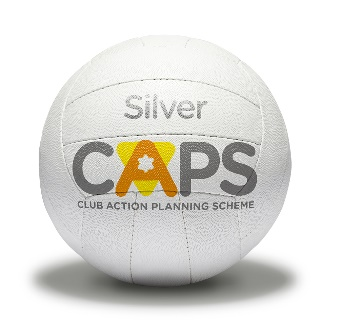 Silver
CAPS
CLUB ACTION PLANNING SCHEME